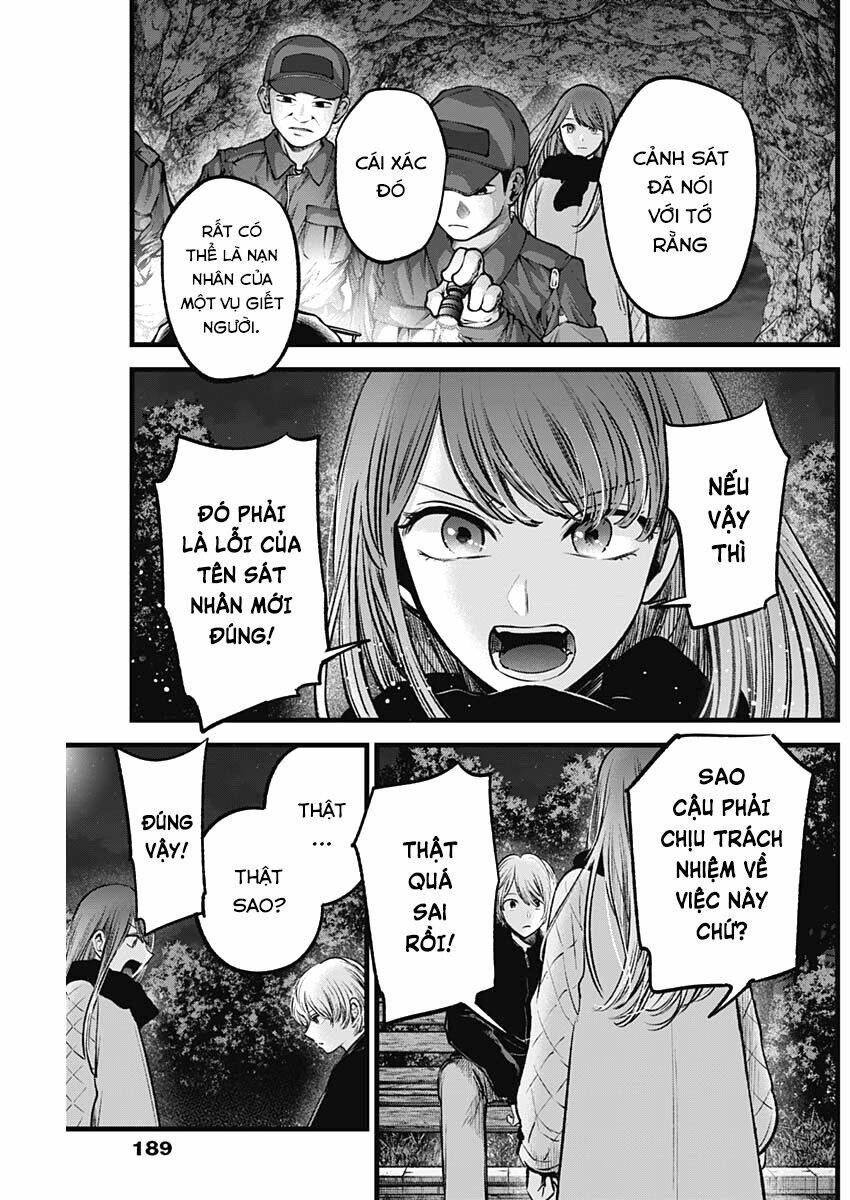 CẢNH SÁT
ĐÃ NÓI
VỚI TỚ
RẰNG
CÁI XÁC
ĐÓ
RẤT CÓ
THỂ LÀ NẠN
NHÂN CỦA
MỘT VỤ GIẾT
NGƯỜI.
NẾU
VẬY
THÌ
ĐÓ PHẢI
LÀ LỖI CỦA
TÊN SÁT
NHÂN MỚI
ĐÚNG!
SAO
CẬU PHẢI
CHỊU TRÁCH
NHIỆM VỀ
VIỆC NÀY
CHỨ?
THẬT
QUÁ
SAI
RỒI!
THẬT
...
THẬT
SAO?
ĐÚNG
VẬY!
189